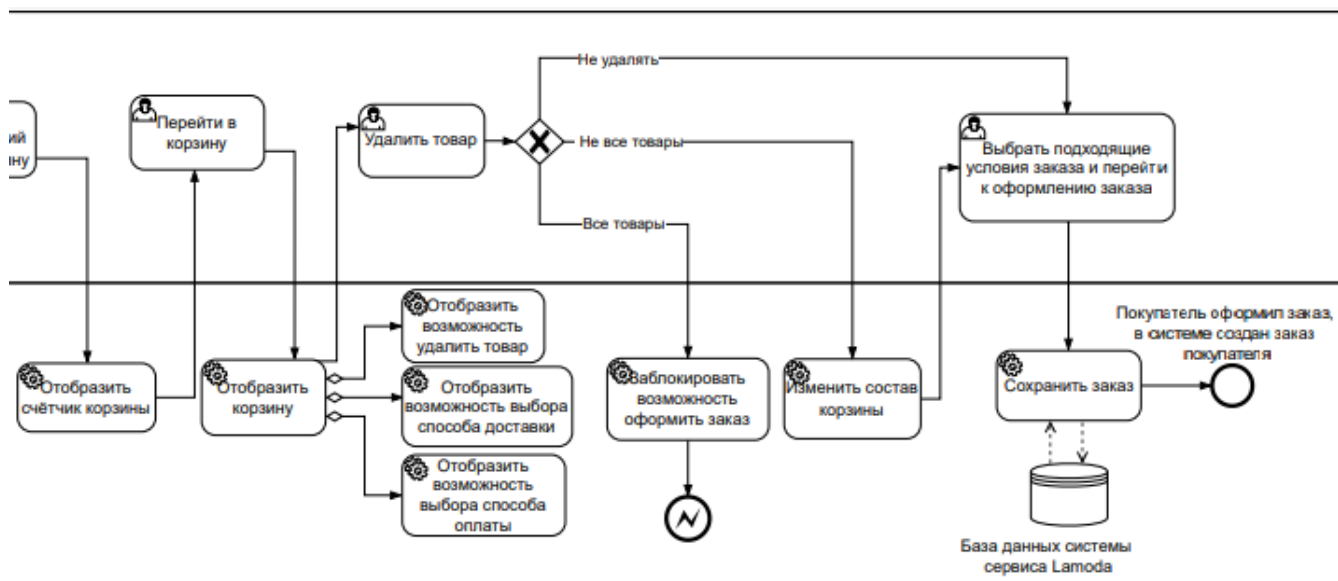 Не удалять
ий
ну
Перейти в
корзину
Удалить товар
Не все товары
Выбрать подходящие
условия заказа и перейти
к оформлению заказа
Все товары
Отобразить
возможность
удалить товар
Покупатель оформил заказ,
в системе создан заказ
покупателя
Отобразить
счётчик корзины
Отобразить
корзину
Отобразить
возможность выбора
способа доставки
Заблокировать
возможность
оформить заказ
Изменить состав
корзины
Сохранить заказ
Отобразить
возможность
выбора способа
оплаты
База данных системы
сервиса Lamoda